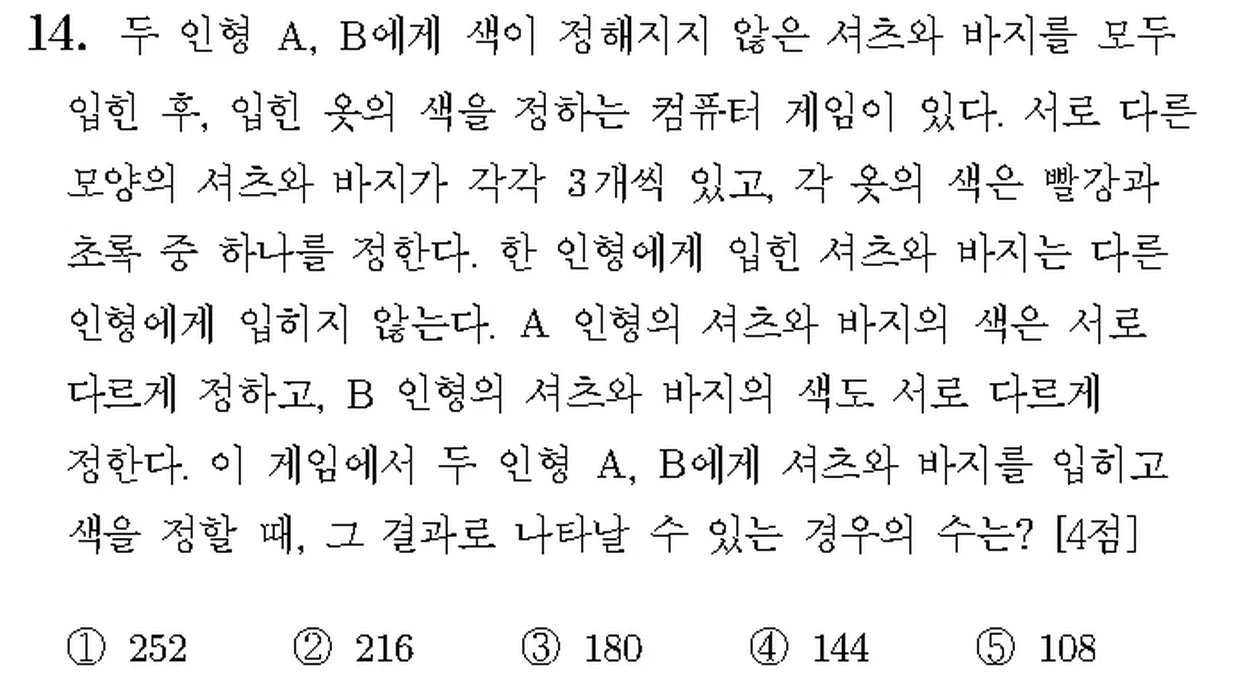 14. 두 인형 A, B에게 색이 정해지지 않은 셔츠와 바지를 모두
입힌 후, 입힌 옷의 색을 정하는 컴퓨터 게임이 있다. 서로 다른
모양의 셔츠와 바지가 각각 3개씩 있고, 각 옷의 색은 빨강과
초록 중 하나를 정한다. 한 인형에게 입힌 셔츠와 바지는 다른
인형에게 입히지 않는다. A 인형의 셔츠와 바지의 색은 서로
다르게 정하고, B 인형의 셔츠와 바지의 색도 서로 다르게
정한다. 이 게임에서 두 인형 A, B에게 셔츠와 바지를 입히고
색을 정할 때, 그 결과로 나타날 수 있는 경우의 수는? [4점]
① 252 ② 216 ③ 180 ④ 144 ⑤ 108